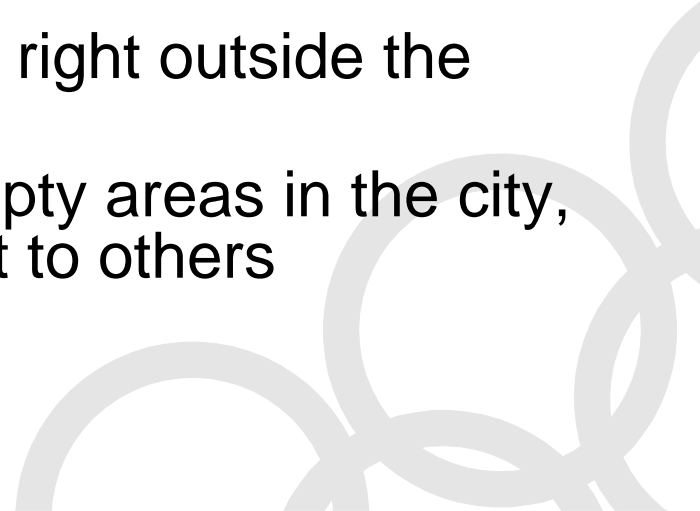 right outside the
pty areas in the city,
t to others